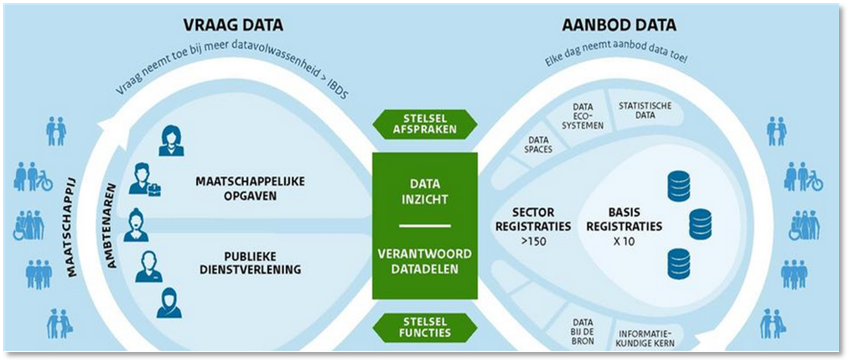 VRAAG DATA
Vraag neemt toe bij meer datavolwassenheid > IBDS
MAATSCHAPPIJ
AMBTENAREN
MAATSCHAPPELIJKE
OPGAVEN
PUBLIEKE
DIENSTVERLENING
STELSEL
AFSPRAKEN
DATA
INZICHT
VERANTWOORD
DATADELEN
STELSEL
FUNCTIES
AANBOD DATA
Elke dag neemt aanbod data toe!
DATA
SPACES
DATA
ECO-
SYSTEMEN
STATISTISCHE
DATA
SECTOR
REGISTRATIES
>150
BASIS
REGISTRATIES
X 10
DATA
BIJ DE
BRON
INFORMATIE-
KUNDIGE KERN